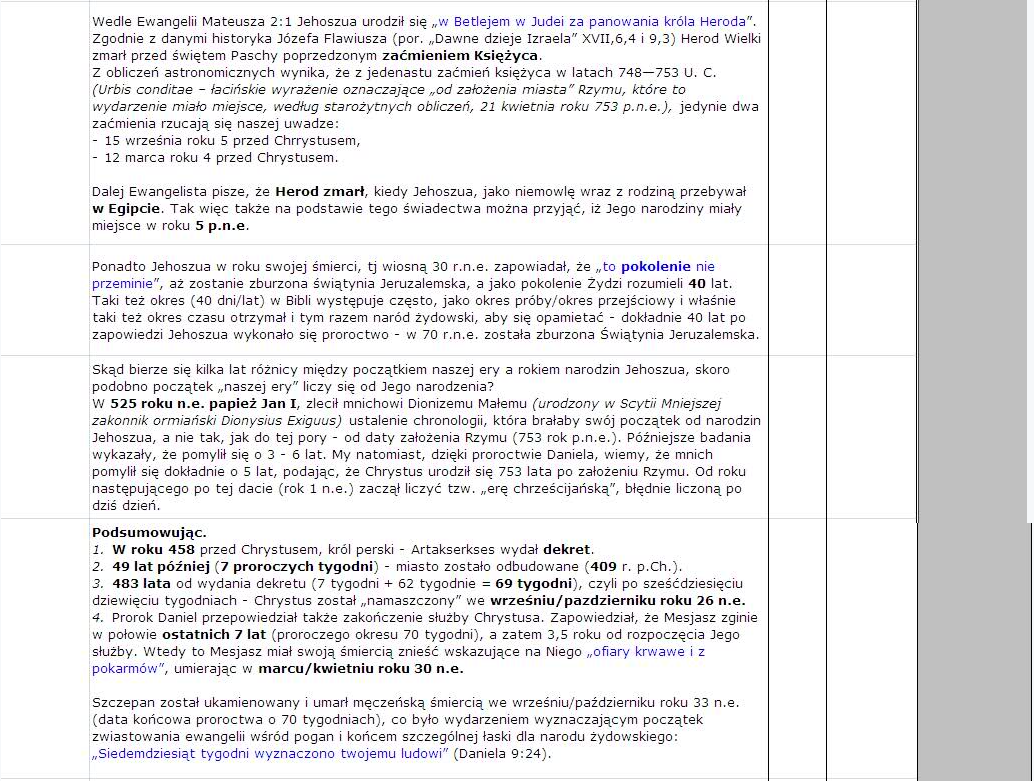 Wedle Ewangelii Mateusza 2:1 Jehoszua urodził się „w Betlejem w Judei za panowania króla Heroda”.
Zgodnie z danymi historyka Józefa Flawiusza (por. „Dawne dzieje Izraela” XVII,6,4 i 9,3) Herod Wielki
zmarł przed świętem Paschy poprzedzonym zaćmieniem Księżyca.
Z obliczeń astronomicznych wynika, że z jedenastu zaćmień księżyca w latach 748—753 U. C.
(Urbis conditae – łacińskie wyrażenie oznaczające „od założenia miasta” Rzymu, które to
wydarzenie miało miejsce, według starożytnych obliczeń, 21 kwietnia roku 753 p.n.e.), jedynie dwa
zaćmienia rzucają się naszej uwadze:
- 15 września roku 5 przed Chrrystusem,
- 12 marca roku 4 przed Chrystusem.
Dalej Ewangelista pisze, że Herod zmarł, kiedy Jehoszua, jako niemowlę wraz z rodziną przebywał
w Egipcie. Tak więc także na podstawie tego świadectwa można przyjąć, iż Jego narodziny miały
miejsce w roku 5 p.n.e.
Ponadto Jehoszua w roku swojej śmierci, tj wiosną 30 r.n.e. zapowiadał, że „to pokolenie nie
przeminie”, aż zostanie zburzona świątynia Jeruzalemska, a jako pokolenie Żydzi rozumieli 40 lat.
Taki też okres (40 dni/lat) w Bibli występuje często, jako okres próby/okres przejściowy i właśnie
taki też okres czasu otrzymał i tym razem naród żydowski, aby się opamietać - dokładnie 40 lat po
zapowiedzi Jehoszua wykonało się proroctwo - w 70 r.n.e. została zburzona Świątynia Jeruzalemska.
Skąd bierze się kilka lat różnicy między początkiem naszej ery a rokiem narodzin Jehoszua, skoro
podobno początek „naszej ery” liczy się od Jego narodzenia?
W 525 roku n.e. papież Jan I, zlecił mnichowi Dionizemu Małemu (urodzony w Scytii Mniejszej
zakonnik ormiański Dionysius Exiguus) ustalenie chronologii, która brałaby swój początek od narodzin
Jehoszua, a nie tak, jak do tej pory - od daty założenia Rzymu (753 rok p.n.e.). Późniejsze badania
wykazały, że pomylił się o 3 - 6 lat. My natomiast, dzięki proroctwie Daniela, wiemy, że mnich
pomylił się dokładnie o 5 lat, podając, że Chrystus urodził się 753 lata po założeniu Rzymu. Od roku
następującego po tej dacie (rok 1 n.e.) zaczął liczyć tzw. „erę chrześcijańską”, błędnie liczoną po
dziś dzień.
Podsumowując.
1. W roku 458 przed Chrystusem, król perski - Artakserkses wydał dekret.
2. 49 lat później (7 proroczych tygodni) - miasto zostało odbudowane (409 r. p.Ch.).
3. 483 lata od wydania dekretu (7 tygodni + 62 tygodnie = 69 tygodni), czyli po sześćdziesięciu
dziewięciu tygodniach - Chrystus został „namaszczony” we wrześniu/pazdzierniku roku 26 n.e.
4. Prorok Daniel przepowiedział także zakończenie służby Chrystusa. Zapowiedział, że Mesjasz zginie
w połowie ostatnich 7 lat (proroczego okresu 70 tygodni), a zatem 3,5 roku od rozpoczęcia Jego
służby. Wtedy to Mesjasz miał swoją śmiercią znieść wskazujące na Niego „ofiary krwawe i z
pokarmów”, umierając w marcu/kwietniu roku 30 n.e.
Szczepan został ukamienowany i umarł męczeńską śmiercią we wrześniu/październiku roku 33 n.e.
(data końcowa proroctwa o 70 tygodniach), co było wydarzeniem wyznaczającym początek
zwiastowania ewangelii wśród pogan i końcem szczególnej łaski dla narodu żydowskiego:
„Siedemdziesiąt tygodni wyznaczono twojemu ludowi” (Daniela 9:24).